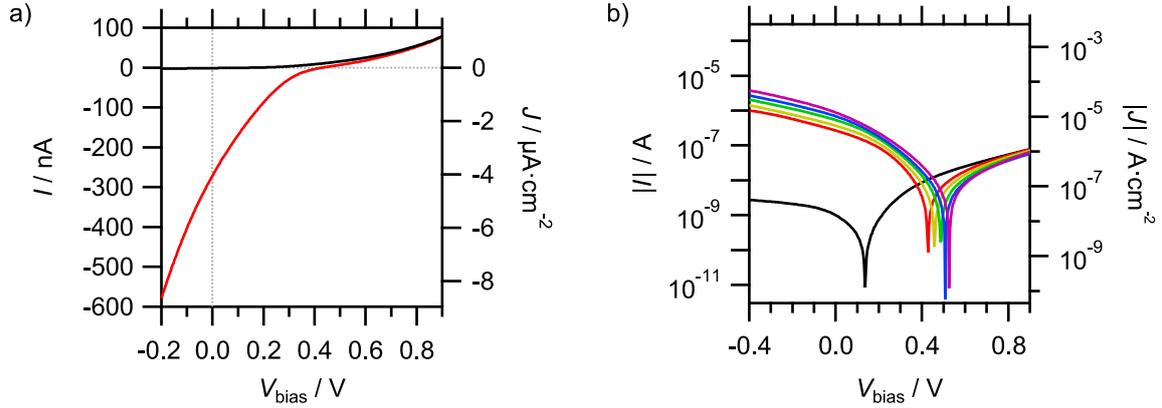 a)
100
0
-100
-200
-300
-400
-500
-600
I / nA
-0.2 0.0 0.2 0.4 0.6 0.8
V_bias / V
0
-2
-4
-6
-8
J / µA·cm⁻²
b)
10⁻⁵
10⁻⁷
10⁻⁹
10⁻¹¹
|I| / A
-0.4 0.0 0.4 0.8
V_bias / V
10⁻³
10⁻⁵
10⁻⁷
10⁻⁹
|J| / A·cm⁻²